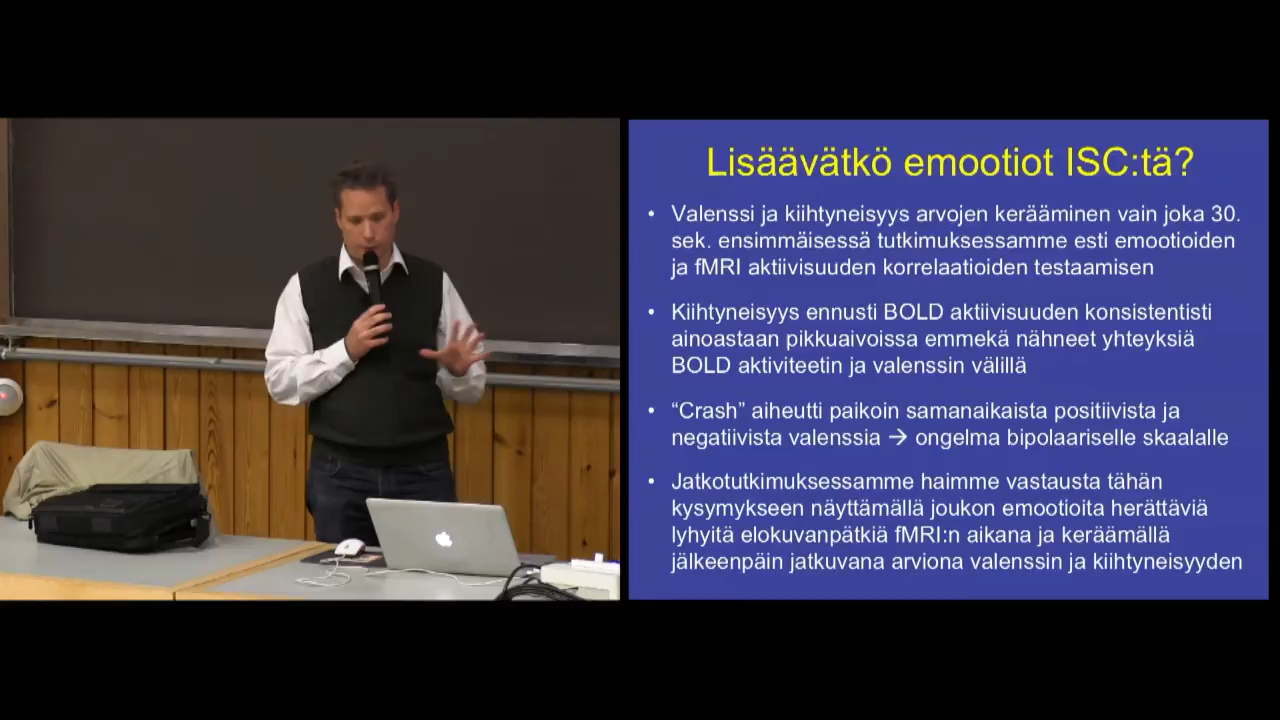 Lisäävätkö emootiot ISC:tä?
• Valenssi ja kiihtyneisyys arvojen kerääminen vain joka 30.
sek. ensimmäisessä tutkimuksessamme esti emootioiden
ja fMRI aktiivisuuden korrelaatioiden testaamisen
• Kiihtyneisyys ennusti BOLD aktiivisuuden konsistentisti
ainoastaan pikkuaivoissa emmekä nähneet yhteyksiä
BOLD aktiviteetin ja valenssin välillä
• “Crash” aiheutti paikoin samanaikaista positiivista ja
negatiivista valenssia → ongelma bipolaariselle skaalalle
• Jatkotutkimuksessamme haimme vastausta tähän
kysymykseen näyttämällä joukon emootioita herättäviä
lyhyitä elokuvanpätkiä fMRI:n aikana ja keräämällä
jälkeenpäin jatkuvana arviona valenssin ja kiihtyneisyyden